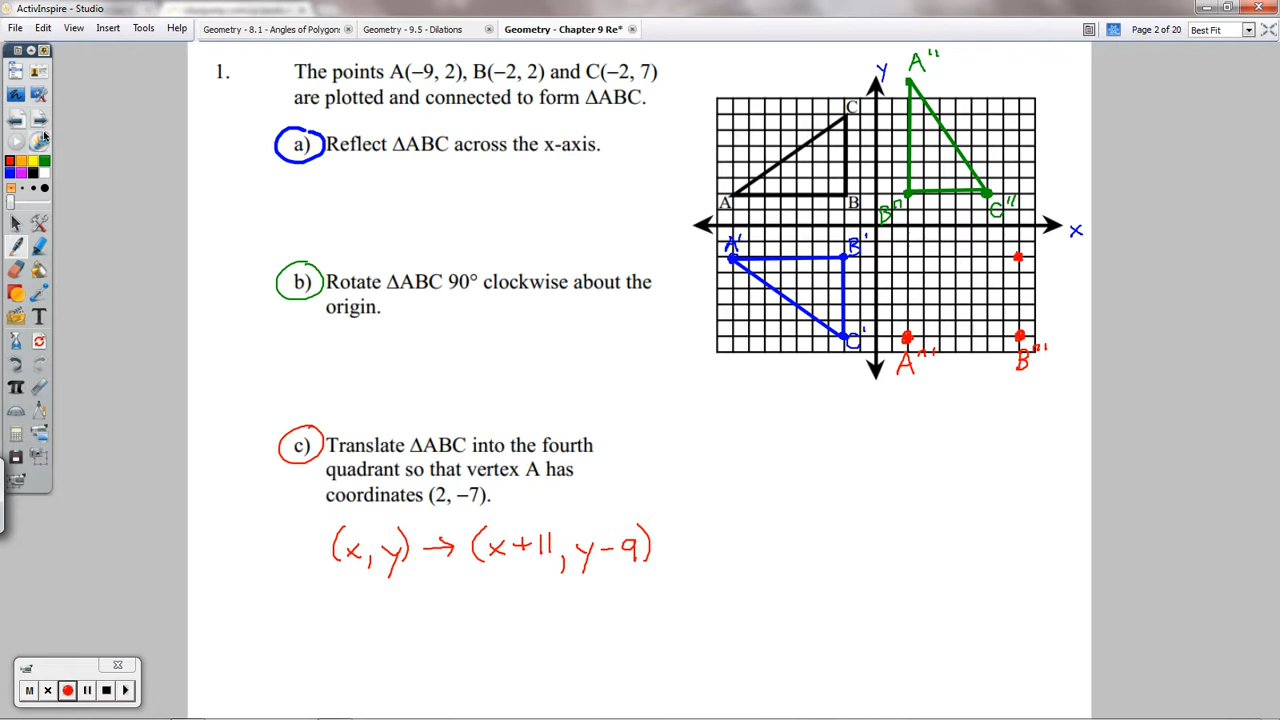 ActivInspire - Studio
File Edit View Insert Tools Help
Geometry - 8.1 - Angles of Polygons
Geometry - 9.5 - Dilations
Geometry - Chapter 9 Re*
Page 2 of 20
Best Fit
1. The points A(−9, 2), B(−2, 2) and C(−2, 7)
are plotted and connected to form ΔABC.
a) Reflect ΔABC across the x-axis.
b) Rotate ΔABC 90° clockwise about the
origin.
c) Translate ΔABC into the fourth
quadrant so that vertex A has
coordinates (2, −7).
(x, y) → (x+11, y−9)
y
A''
C
A
B
B''
C''
x
A'
B'
C'
A'''
B'''
M